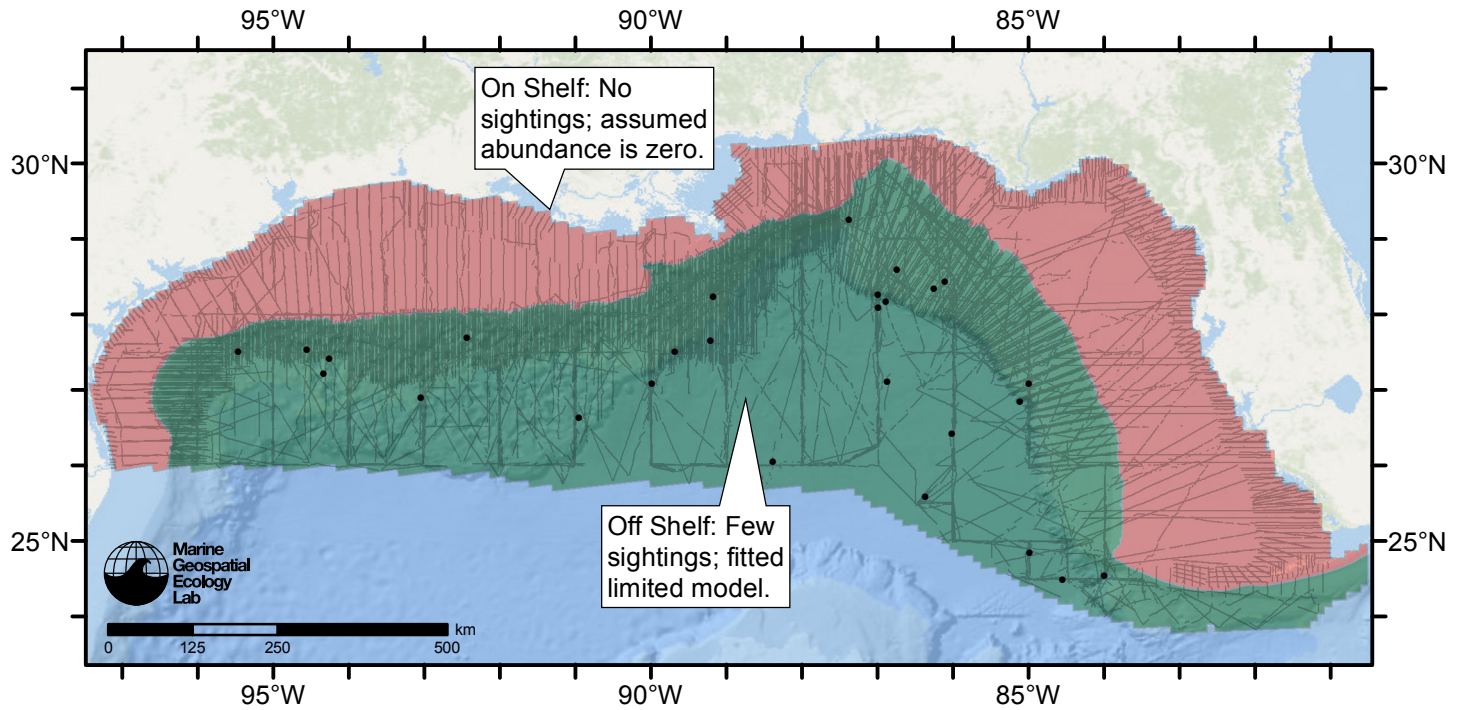 95°W
90°W
85°W
On Shelf: No
sightings; assumed
abundance is zero.
30°N
30°N
Off Shelf: Few
sightings; fitted
limited model.
25°N
25°N
Marine
Geospatial
Ecology
Lab
km
0
125
250
500
95°W
90°W
85°W